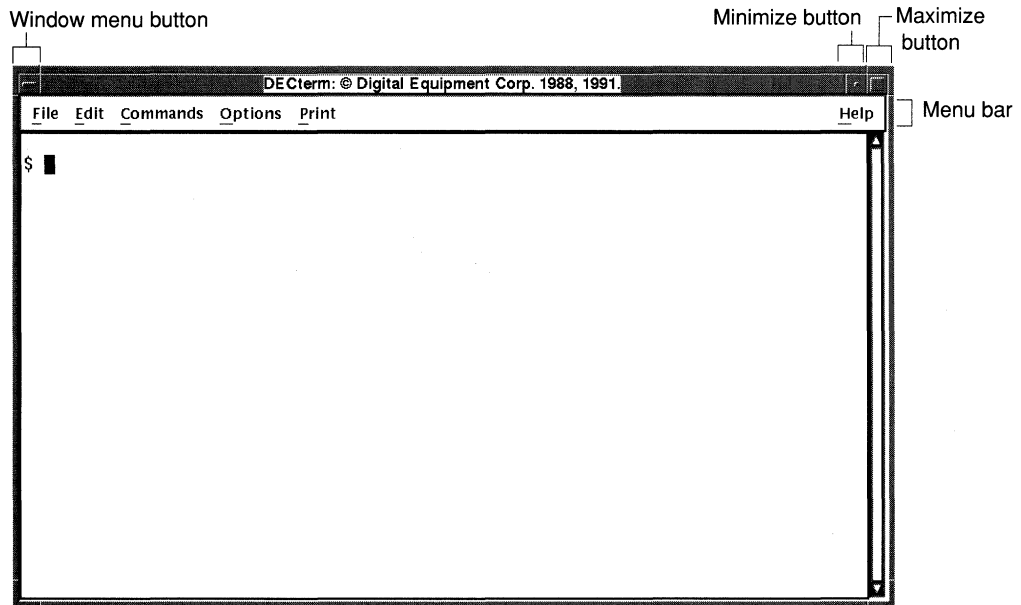 Window menu button
Minimize button
Maximize
button
DECterm: © Digital Equipment Corp. 1988, 1991.
File Edit Commands Options Print Help
Menu bar
$